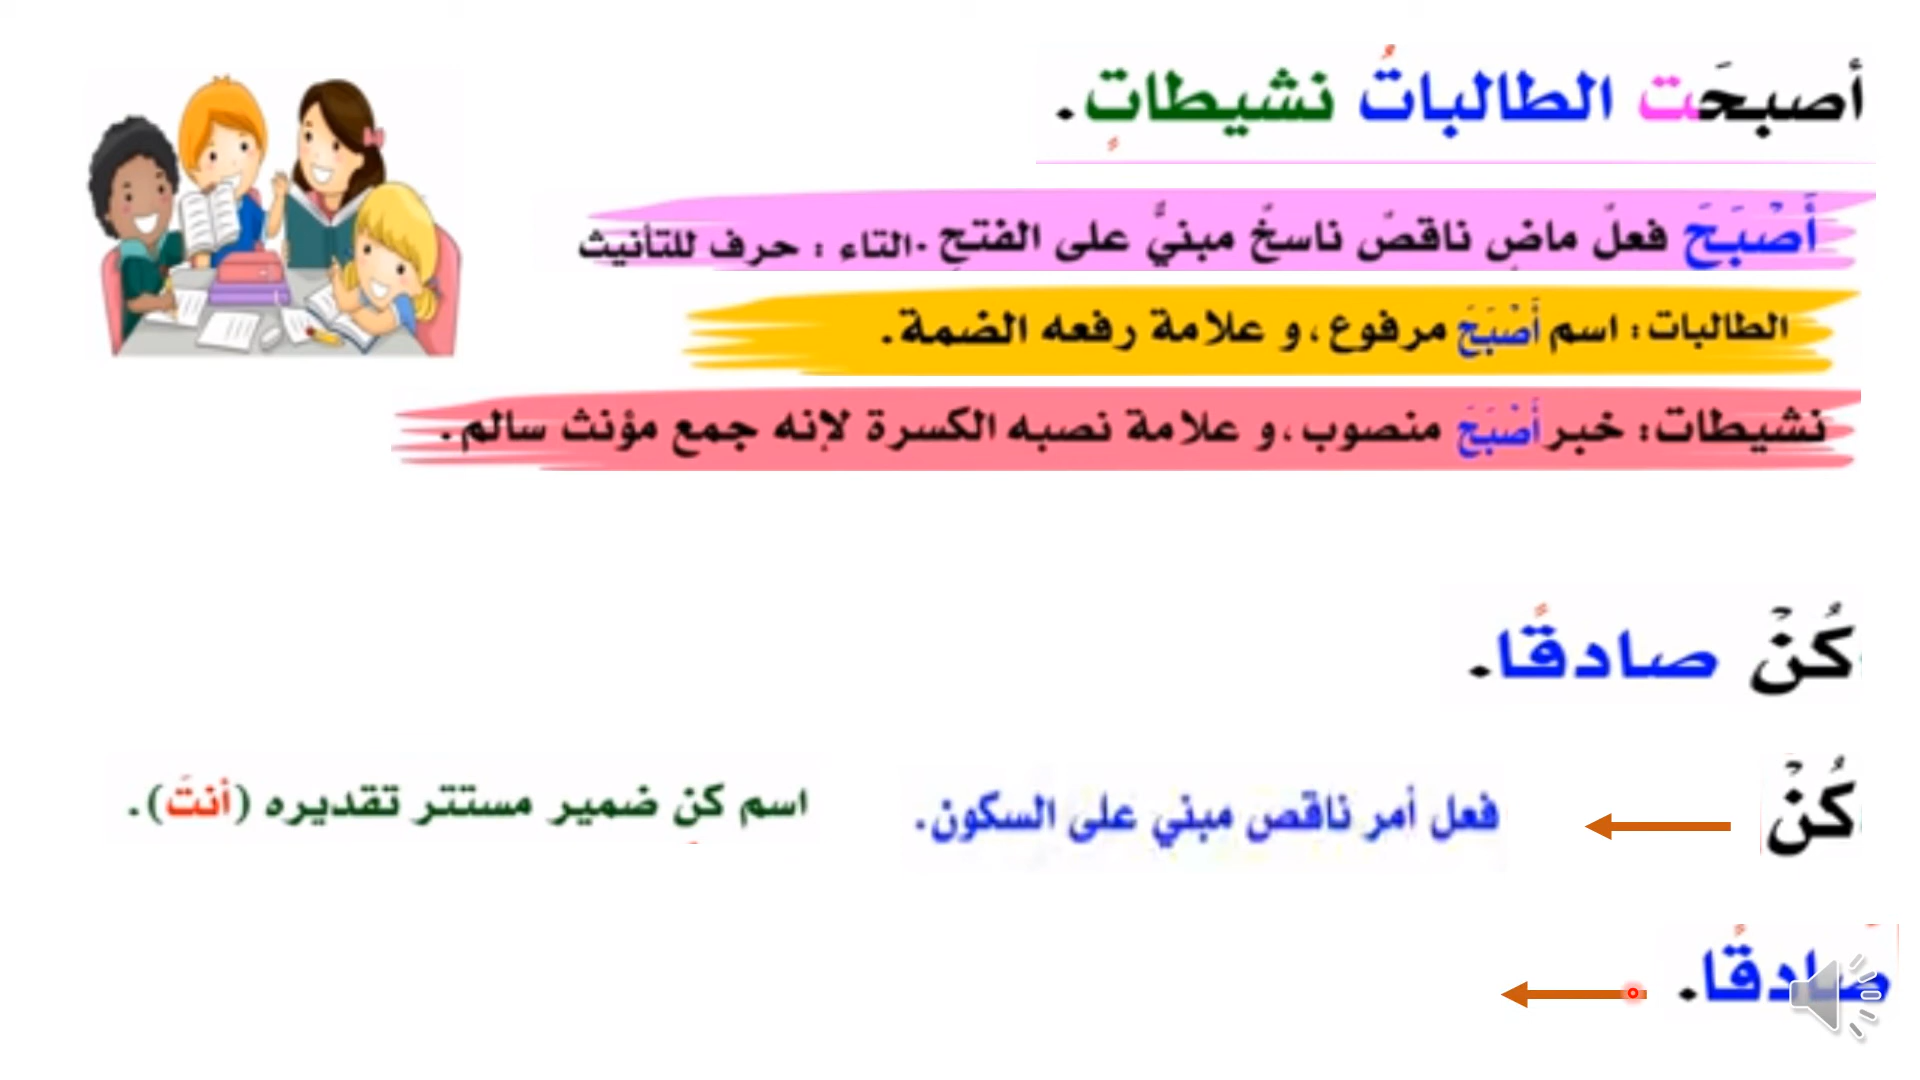 أصبحَت الطالباتُ نشيطاتٍ.
أَصْبَحَ فعلٌ ماضٍ ناقصٌ ناسخٌ مبنيٌّ على الفتحِ .التاء : حرف للتأنيث
الطالبات: اسم أَصْبَحَ مرفوع، و علامة رفعه الضمة.
نشيطات: خبر أَصْبَحَ منصوب، و علامة نصبه الكسرة لإنه جمع مؤنث سالم.
كُنْ صادقًا.
كُنْ فعل أمر ناقص مبني على السكون. اسم كن ضمير مستتر تقديره (أنتَ).
صادقًا.